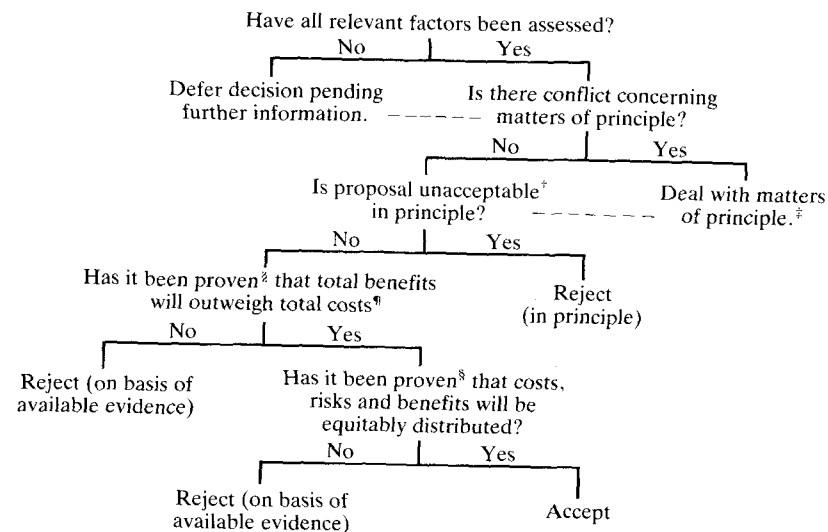 Have all relevant factors been assessed?
No Yes
Defer decision pending
further information.
Is there conflict concerning
matters of principle?
No Yes
Is proposal unacceptable†
in principle?
Deal with matters
of principle.‡
No Yes
Has it been proven§ that total benefits
will outweigh total costs¶
Reject
(in principle)
No Yes
Reject (on basis of
available evidence)
Has it been proven§ that costs,
risks and benefits will be
equitably distributed?
No Yes
Reject (on basis of
available evidence)
Accept